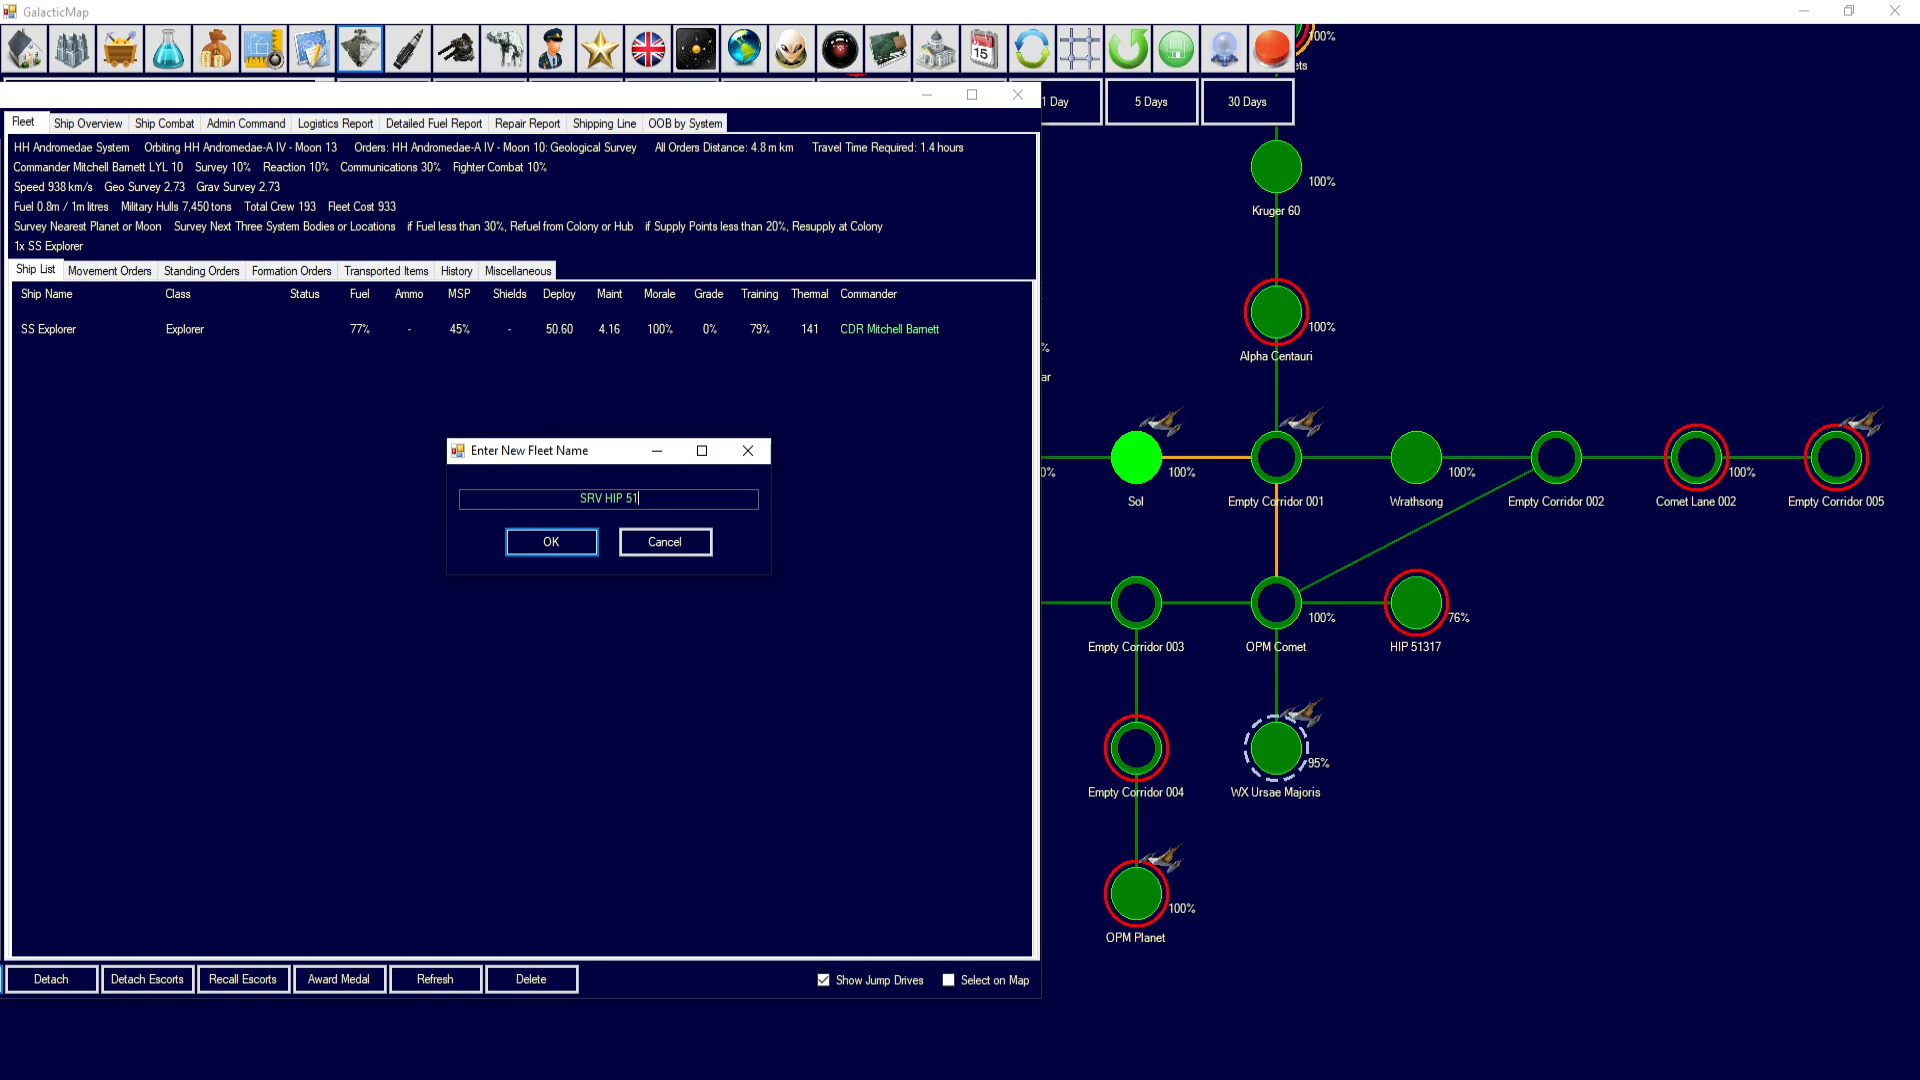 GalacticMap
15
100%
ets
1 Day
5 Days
30 Days
Fleet
Ship Overview
Ship Combat
Admin Command
Logistics Report
Detailed Fuel Report
Repair Report
Shipping Line
OOB by System
HH Andromedae System Orbiting HH Andromedae-A IV - Moon 13 Orders: HH Andromedae-A IV - Moon 10: Geological Survey All Orders Distance: 4.8 m km Travel Time Required: 1.4 hours
Commander Mitchell Barnett LYL 10 Survey 10% Reaction 10% Communications 30% Fighter Combat 10%
Speed 938 km/s Geo Survey 2.73 Grav Survey 2.73
Fuel 0.8m / 1m litres Military Hulls 7,450 tons Total Crew 193 Fleet Cost 933
Survey Nearest Planet or Moon Survey Next Three System Bodies or Locations if Fuel less than 30%, Refuel from Colony or Hub if Supply Points less than 20%, Resupply at Colony
1x SS Explorer
Ship List
Movement Orders
Standing Orders
Formation Orders
Transported Items
History
Miscellaneous
Ship Name Class Status Fuel Ammo MSP Shields Deploy Maint Morale Grade Training Thermal Commander
SS Explorer Explorer 77% - 45% - 50.60 4.16 100% 0% 79% 141 CDR Mitchell Barnett
Enter New Fleet Name
SRV HIP 51
OK
Cancel
Detach
Detach Escorts
Recall Escorts
Award Medal
Refresh
Delete
Show Jump Drives
Select on Map
100%
Kruger 60
100%
Alpha Centauri
%
ar
0%
100%
Sol
Empty Corridor 001
100%
Wrathsong
Empty Corridor 002
100%
Comet Lane 002
Empty Corridor 005
Empty Corridor 003
100%
OPM Comet
76%
HIP 51317
Empty Corridor 004
95%
WX Ursae Majoris
100%
OPM Planet